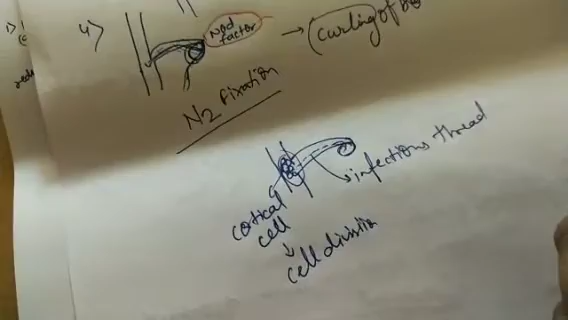 4>
Nod
factor
→ (curling of
N2 fixation
infections thread
cortical
cell
↓
cell division